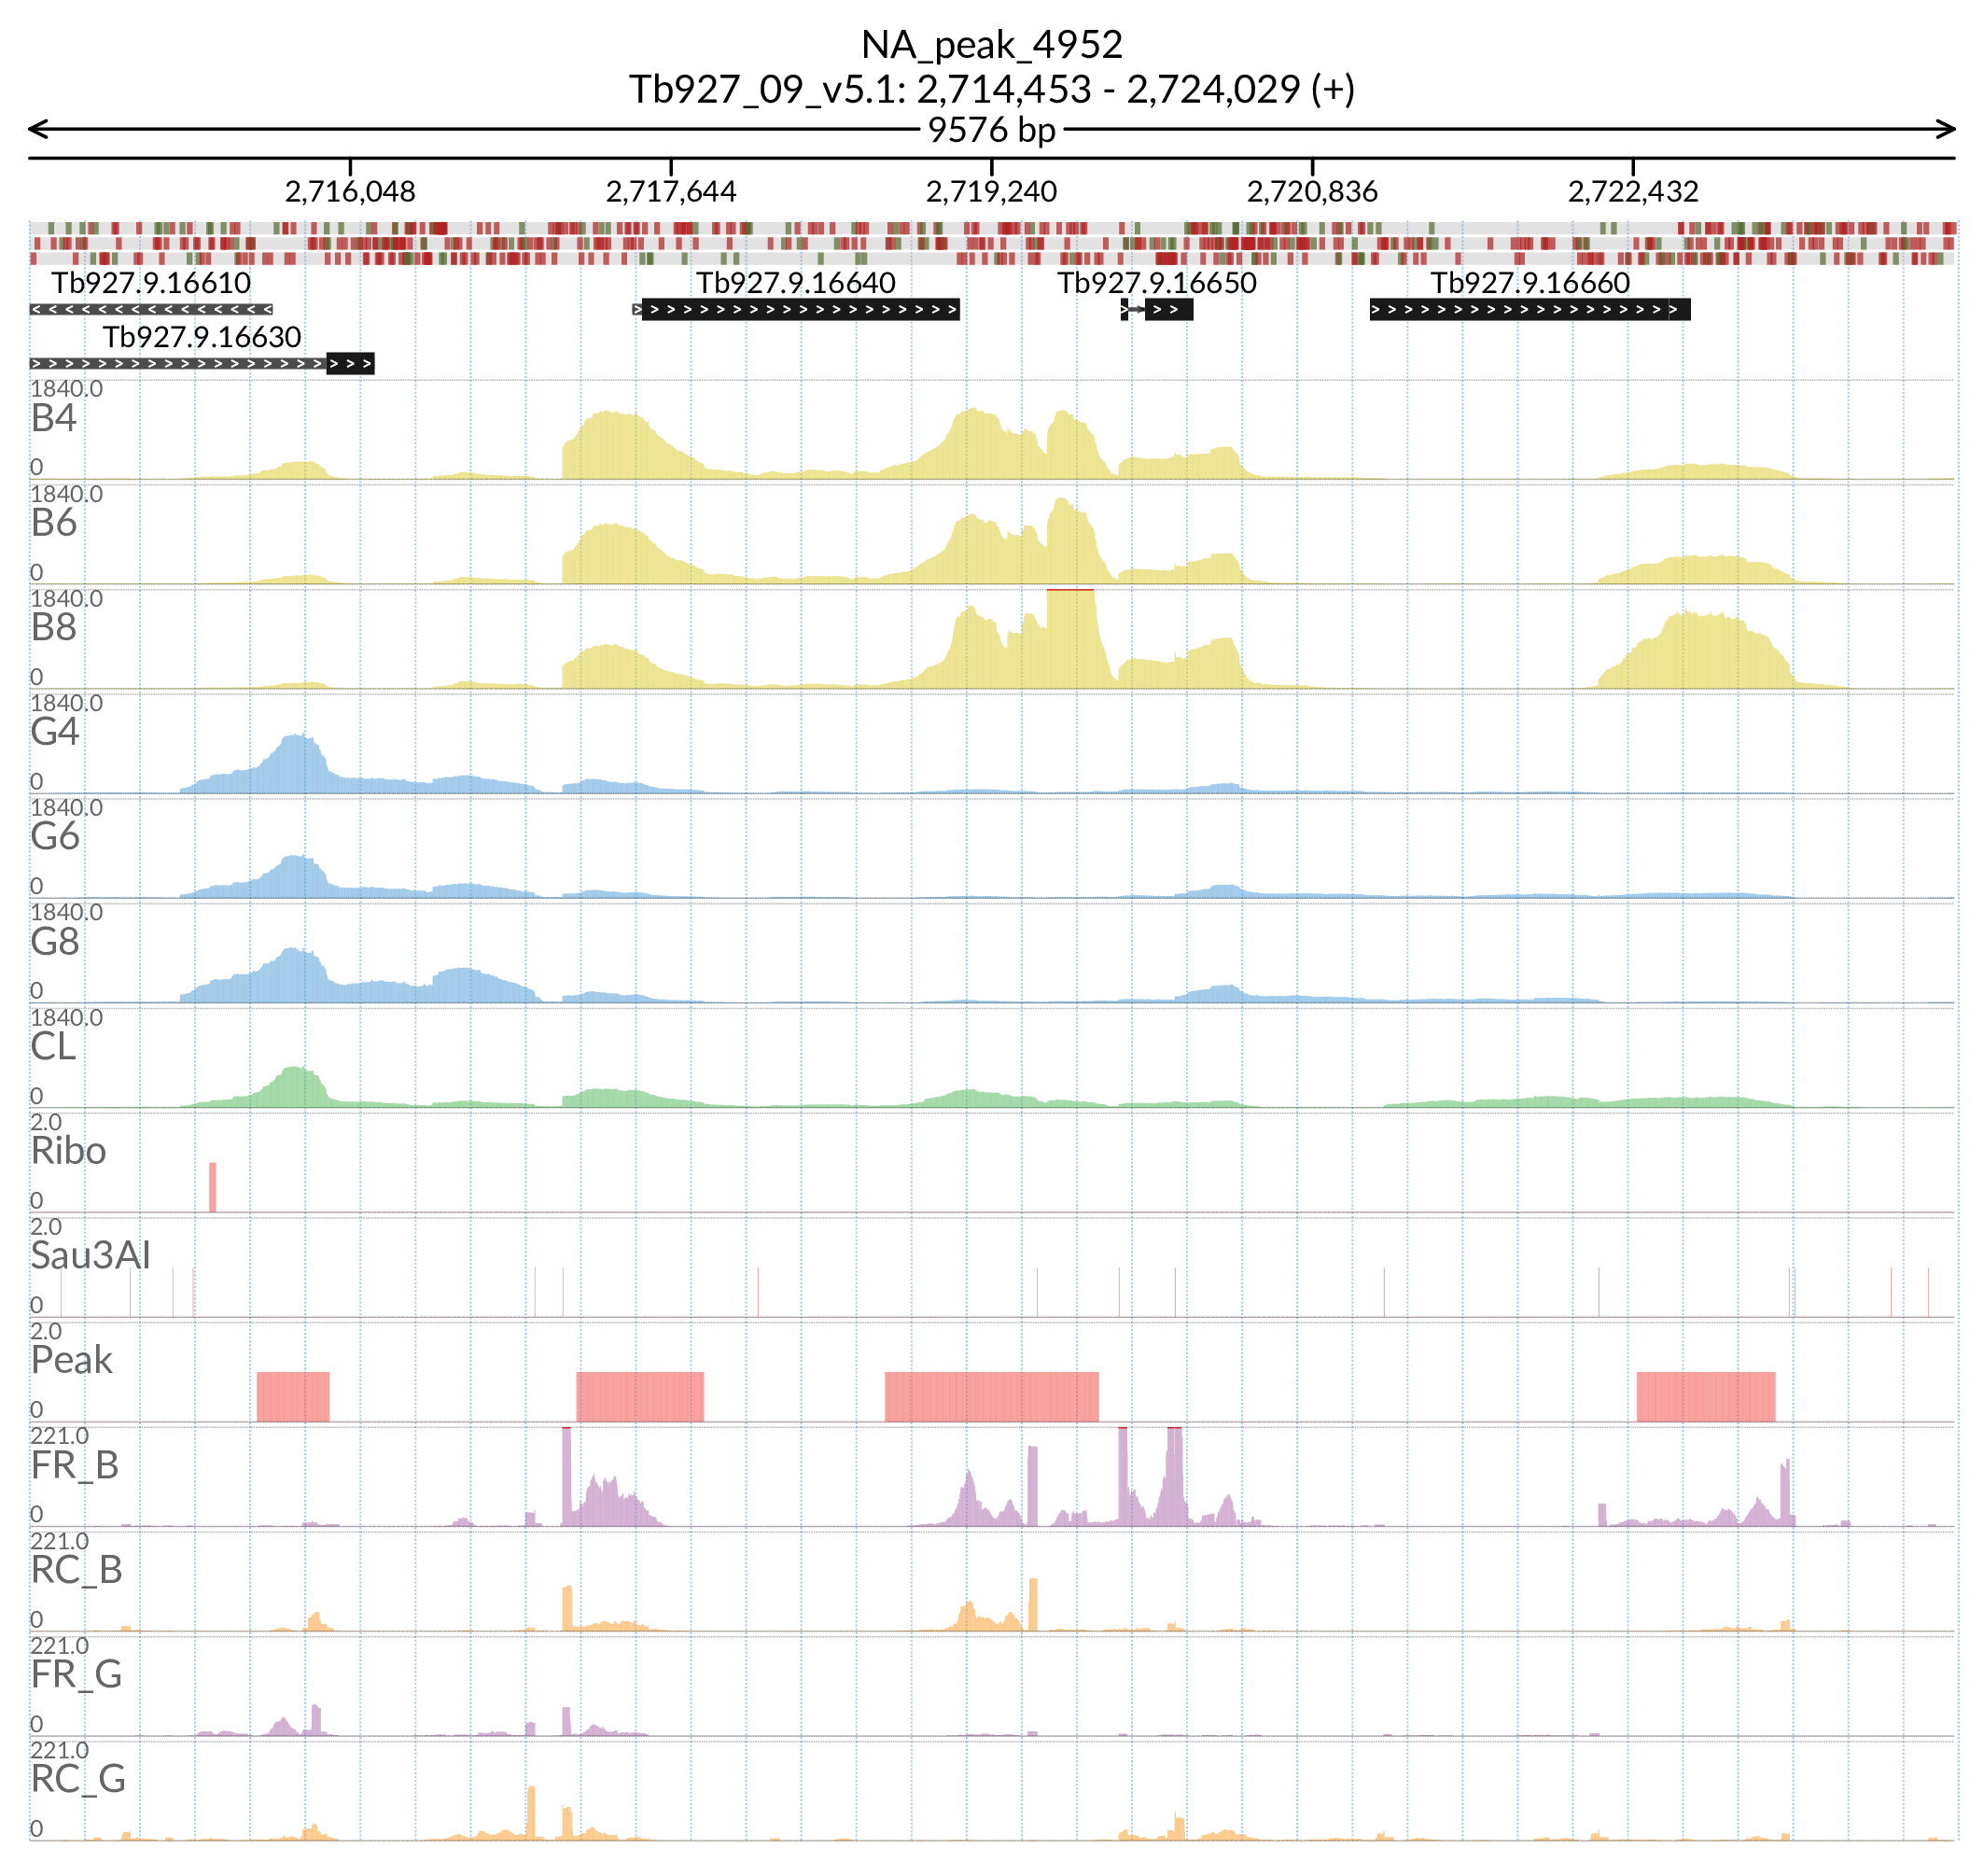 NA_peak_4952
Tb927_09_v5.1: 2,714,453 - 2,724,029 (+)
9576 bp
2,716,048 2,717,644 2,719,240 2,720,836 2,722,432
Tb927.9.16610 Tb927.9.16640 Tb927.9.16650 Tb927.9.16660
Tb927.9.16630
1840.0
B4
0
1840.0
B6
0
1840.0
B8
0
1840.0
G4
0
1840.0
G6
0
1840.0
G8
0
1840.0
CL
0
2.0
Ribo
0
2.0
Sau3AI
0
2.0
Peak
0
221.0
FR_B
0
221.0
RC_B
0
221.0
FR_G
0
221.0
RC_G
0